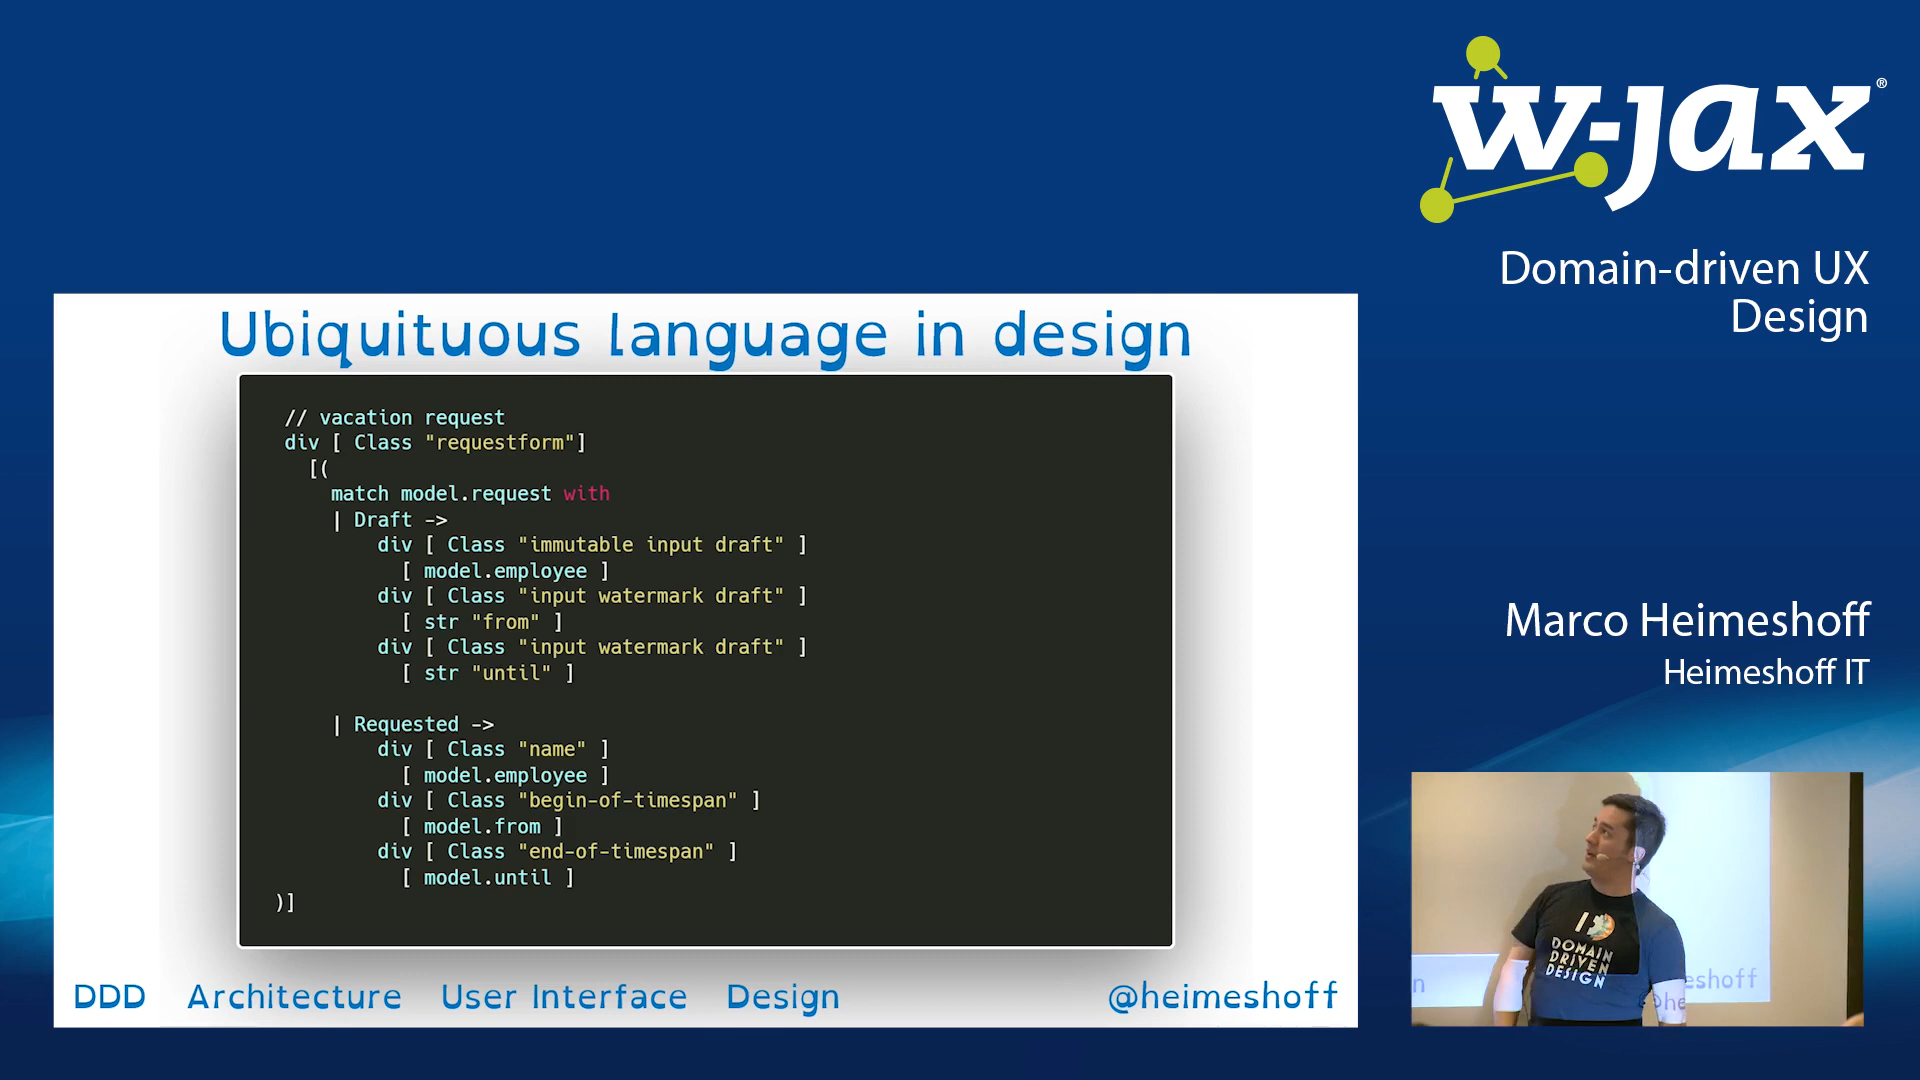 w-jax®
Domain-driven UX
Design
Ubiquituous language in design
// vacation request
div [ Class "requestform"]
[(
match model.request with
| Draft ->
div [ Class "immutable input draft" ]
[ model.employee ]
div [ Class "input watermark draft" ]
[ str "from" ]
div [ Class "input watermark draft" ]
[ str "until" ]
| Requested ->
div [ Class "name" ]
[ model.employee ]
div [ Class "begin-of-timespan" ]
[ model.from ]
div [ Class "end-of-timespan" ]
[ model.until ]
)]
DDD Architecture User Interface Design @heimeshoff
Marco Heimeshoff
Heimeshoff IT
I
DOMAIN
DRIVEN
DESIGN
n
eshoff
@he